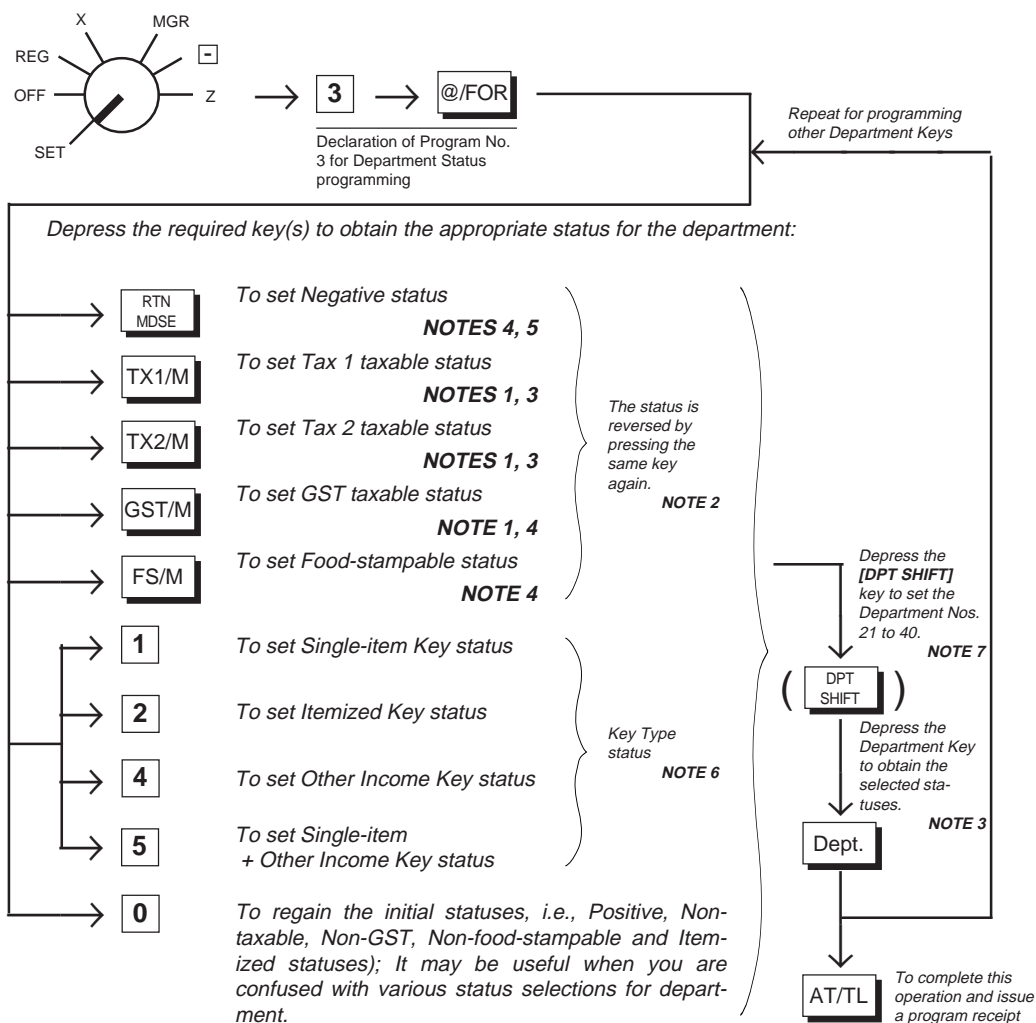 X
MGR
REG
-
OFF
Z
SET
3
@/FOR
Declaration of Program No.
3 for Department Status
programming
Repeat for programming
other Department Keys
Depress the required key(s) to obtain the appropriate status for the department:
RTN
MDSE
To set Negative status
NOTES 4, 5
TX1/M
To set Tax 1 taxable status
NOTES 1, 3
TX2/M
To set Tax 2 taxable status
NOTES 1, 3
GST/M
To set GST taxable status
NOTE 1, 4
FS/M
To set Food-stampable status
NOTE 4
The status is
reversed by
pressing the
same key
again.
NOTE 2
1
To set Single-item Key status
2
To set Itemized Key status
4
To set Other Income Key status
5
To set Single-item
+ Other Income Key status
Key Type
status
NOTE 6
0
To regain the initial statuses, i.e., Positive, Non-
taxable, Non-GST, Non-food-stampable and Item-
ized statuses); It may be useful when you are
confused with various status selections for depart-
ment.
Depress the
[DPT SHIFT]
key to set the
Department Nos.
21 to 40.
NOTE 7
( DPT
SHIFT )
Depress the
Department Key
to obtain the
selected sta-
tuses.
NOTE 3
Dept.
AT/TL
To complete this
operation and issue
a program receipt